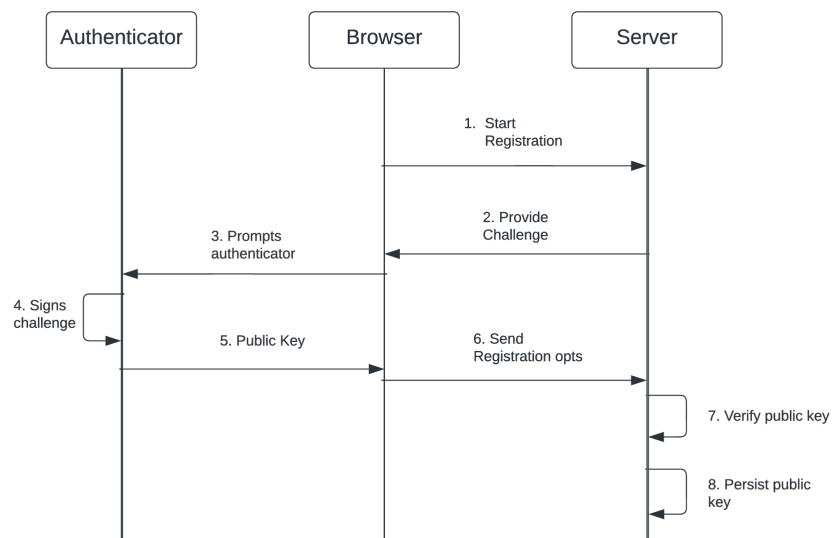 Authenticator
Browser
Server
1. Start
Registration
2. Provide
Challenge
3. Prompts
authenticator
4. Signs
challenge
5. Public Key
6. Send
Registration opts
7. Verify public key
8. Persist public
key